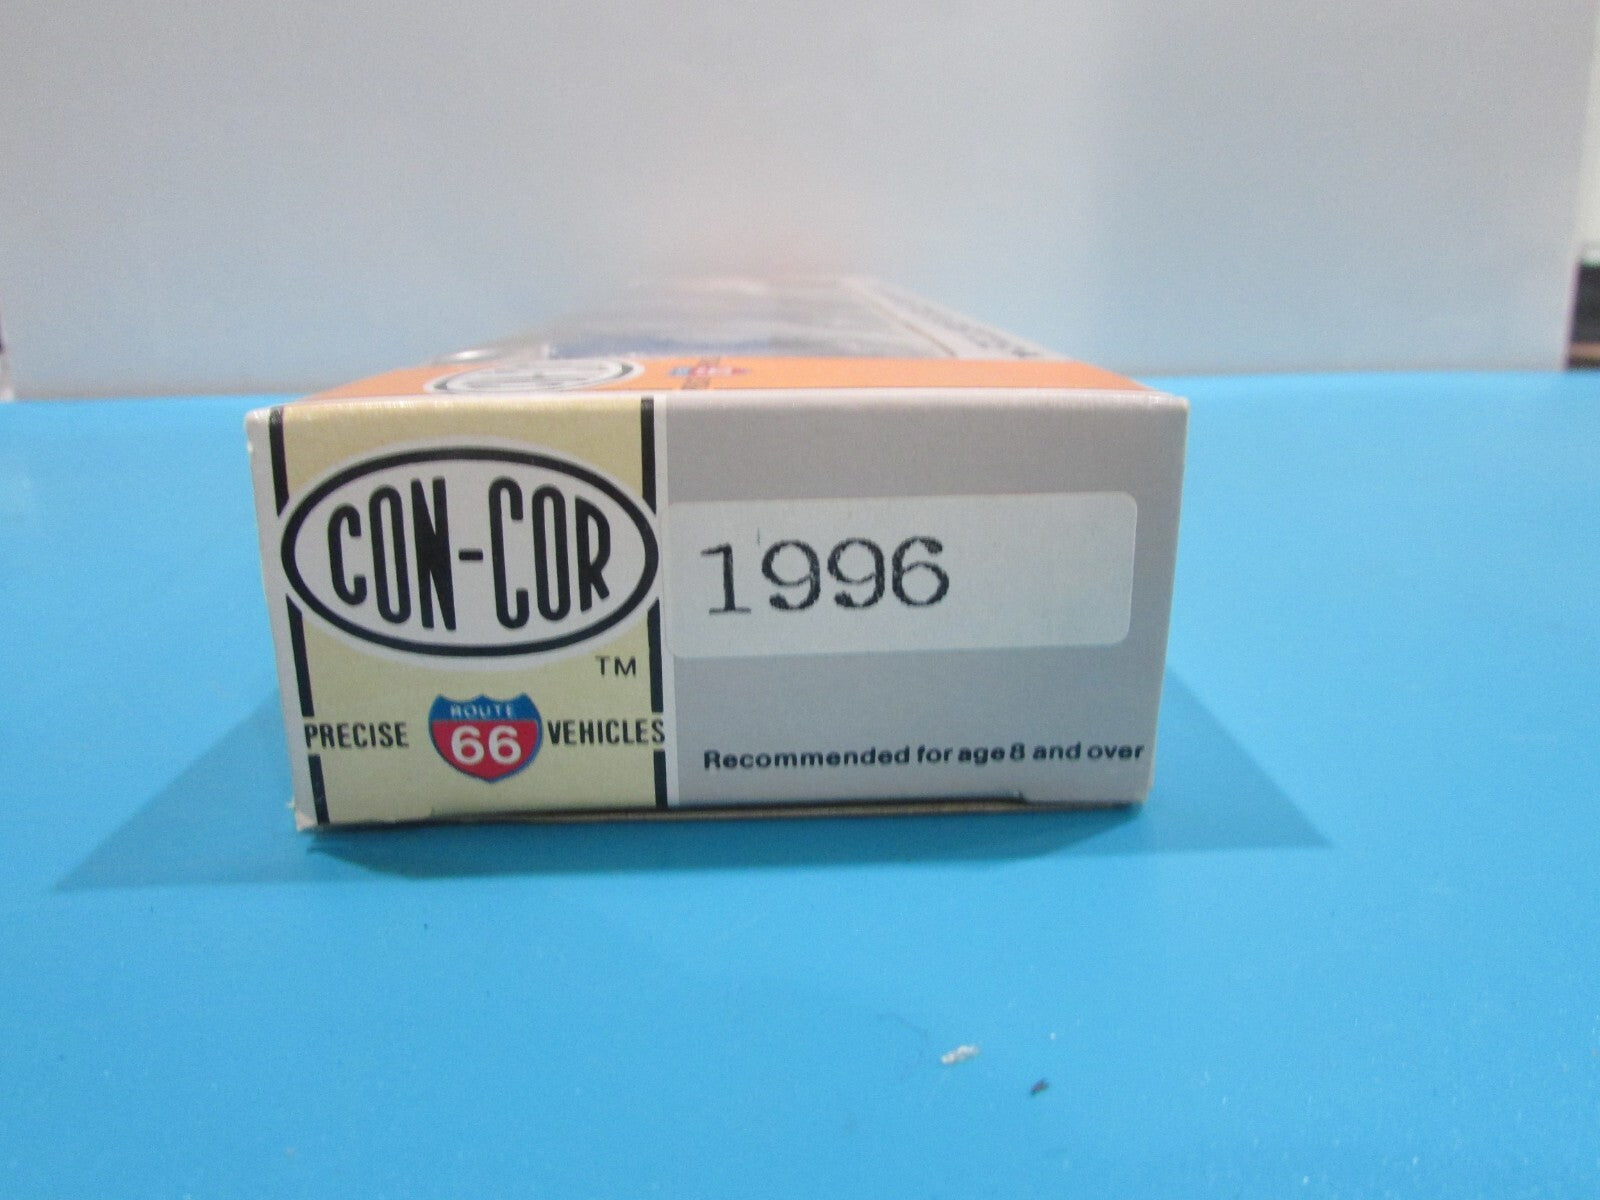 CON-COR
TM
PRECISE ROUTE 66 VEHICLES
1996
Recommended for age 8 and over